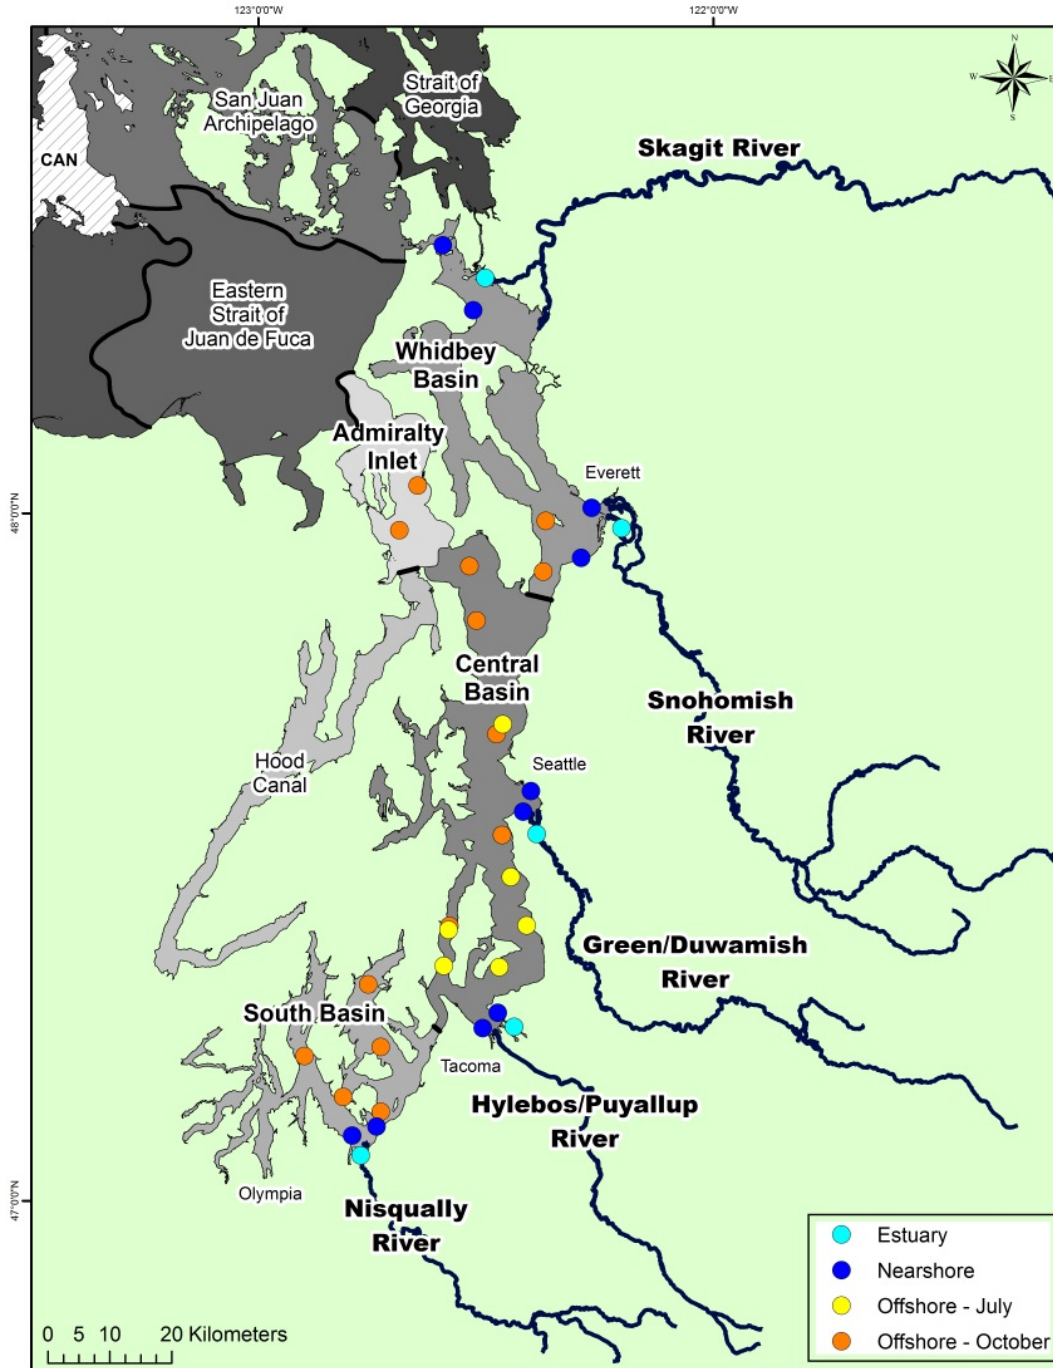 123°0'0"W
122°0'0"W
N
W
E
S
San Juan
Archipelago
Strait of
Georgia
CAN
Skagit River
Eastern
Strait of
Juan de Fuca
Whidbey
Basin
Admiralty
Inlet
Everett
48°0'0"N
Central
Basin
Snohomish
River
Hood
Canal
Seattle
Green/Duwamish
River
South Basin
Tacoma
Hylebos/Puyallup
River
Olympia
Nisqually
River
47°0'0"N
Estuary
Nearshore
Offshore - July
Offshore - October
0 5 10 20 Kilometers